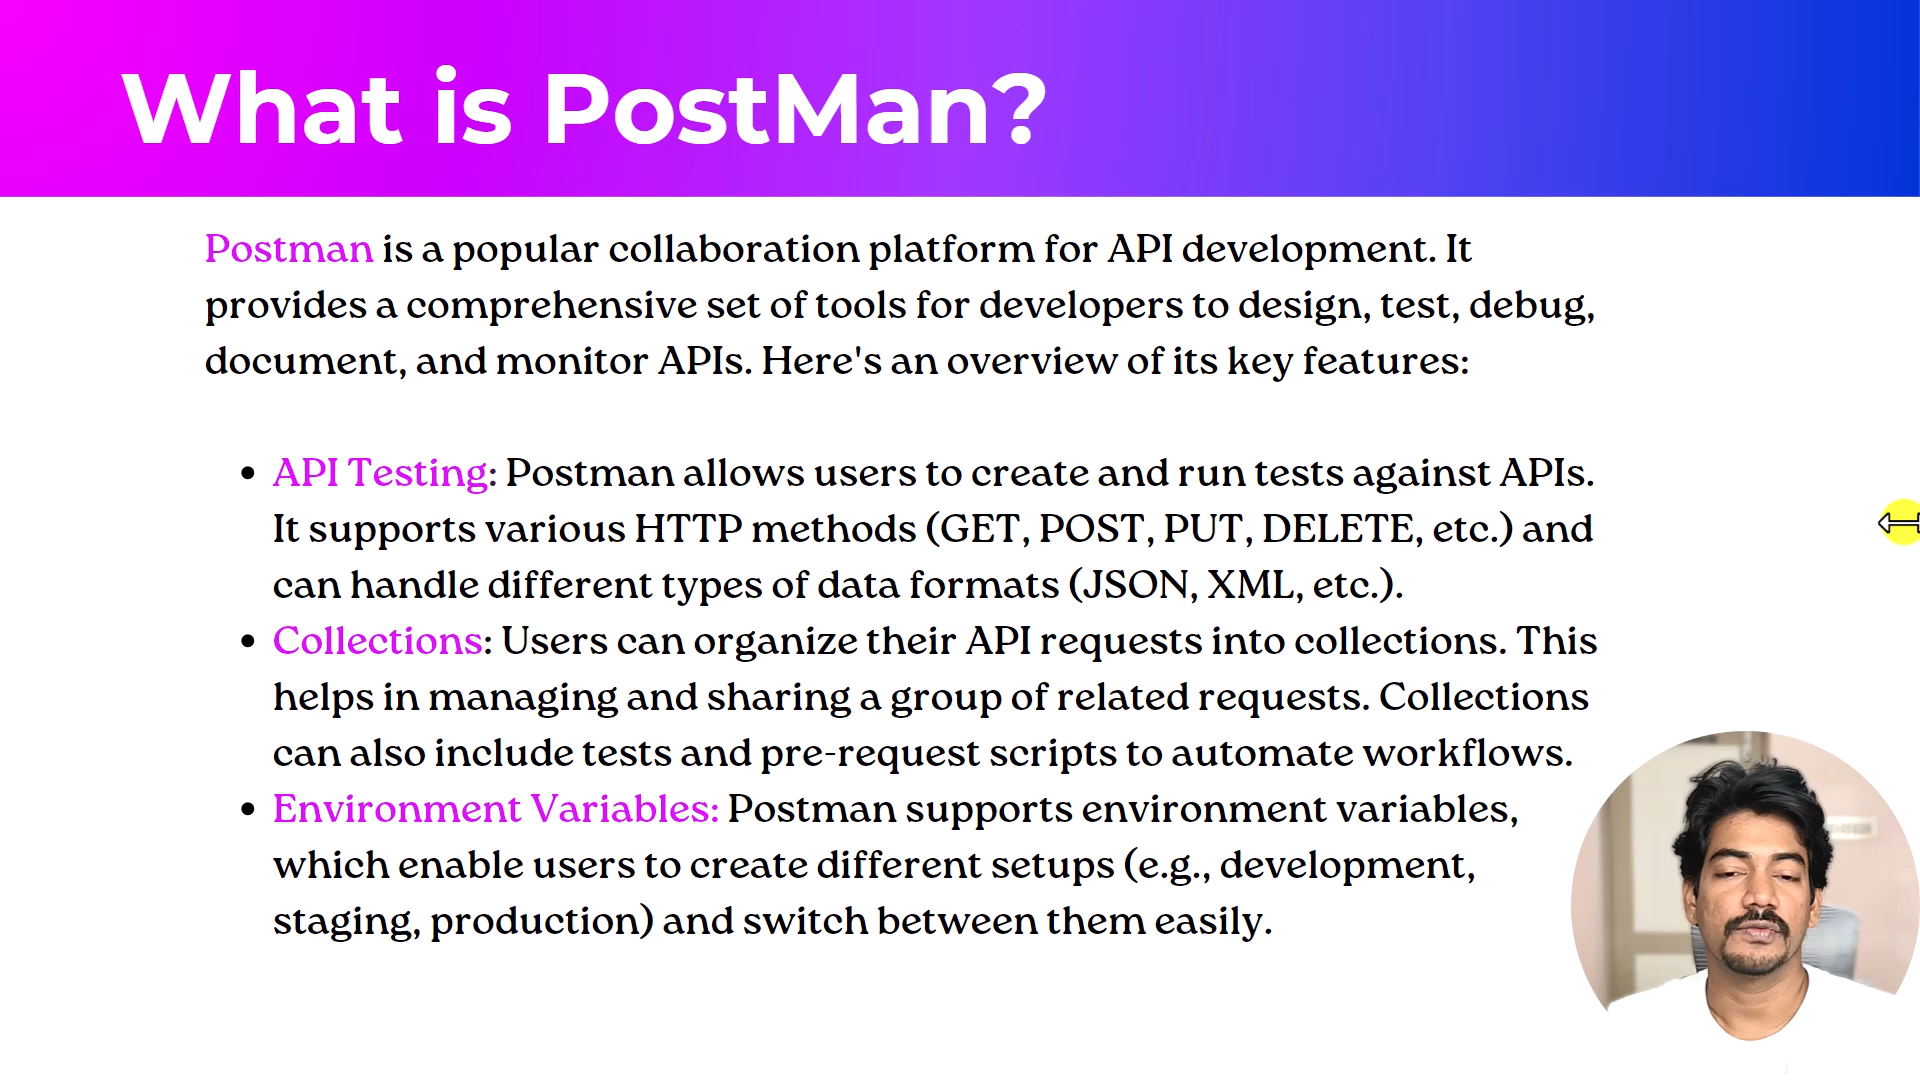 What is PostMan?
Postman is a popular collaboration platform for API development. It
provides a comprehensive set of tools for developers to design, test, debug,
document, and monitor APIs. Here's an overview of its key features:
• API Testing: Postman allows users to create and run tests against APIs.
It supports various HTTP methods (GET, POST, PUT, DELETE, etc.) and
can handle different types of data formats (JSON, XML, etc.).
• Collections: Users can organize their API requests into collections. This
helps in managing and sharing a group of related requests. Collections
can also include tests and pre-request scripts to automate workflows.
• Environment Variables: Postman supports environment variables,
which enable users to create different setups (e.g., development,
staging, production) and switch between them easily.